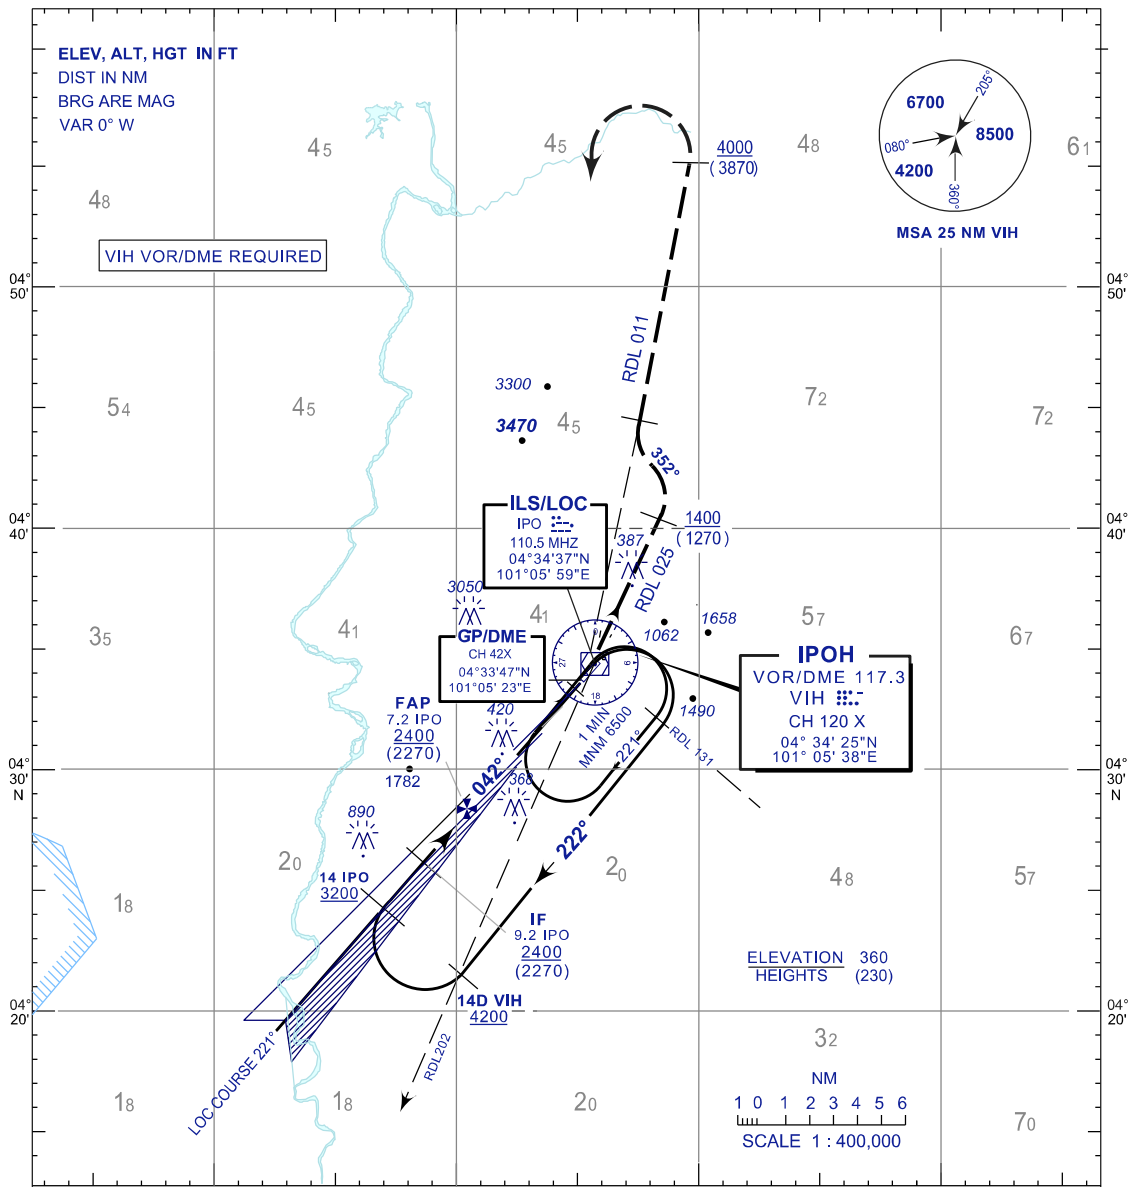 ELEV, ALT, HGT IN FT
DIST IN NM
BRG ARE MAG
VAR 0° W
VIH VOR/DME REQUIRED
45
45
48
61
48
4000
(3870)
6700
8500
4200
205°
080°
360°
MSA 25 NM VIH
04°
50'
04°
50'
RDL 011
3300
3470
54
45
45
72
72
352°
ILS/LOC
IPO
110.5 MHZ
04°34'37"N
101°05' 59"E
1400
(1270)
387
RDL 025
04°
40'
04°
40'
3050
41
41
35
57
67
GP/DME
CH 42X
04°33'47"N
101°05' 23"E
1062
1658
1490
IPOH
VOR/DME 117.3
VIH
CH 120 X
04° 34' 25"N
101° 05' 38"E
27
9
18
FAP
7.2 IPO
2400
(2270)
1782
420
368
042°
1 MIN
MNM 6500
221°
RDL 131
04°
30'
N
04°
30'
N
890
222°
20
20
48
57
18
14 IPO
3200
IF
9.2 IPO
2400
(2270)
14D VIH
4200
RDL202
LOC COURSE 221°
ELEVATION 360
HEIGHTS (230)
04°
20'
04°
20'
32
18
18
20
70
NM
1 0 1 2 3 4 5 6
SCALE 1 : 400,000